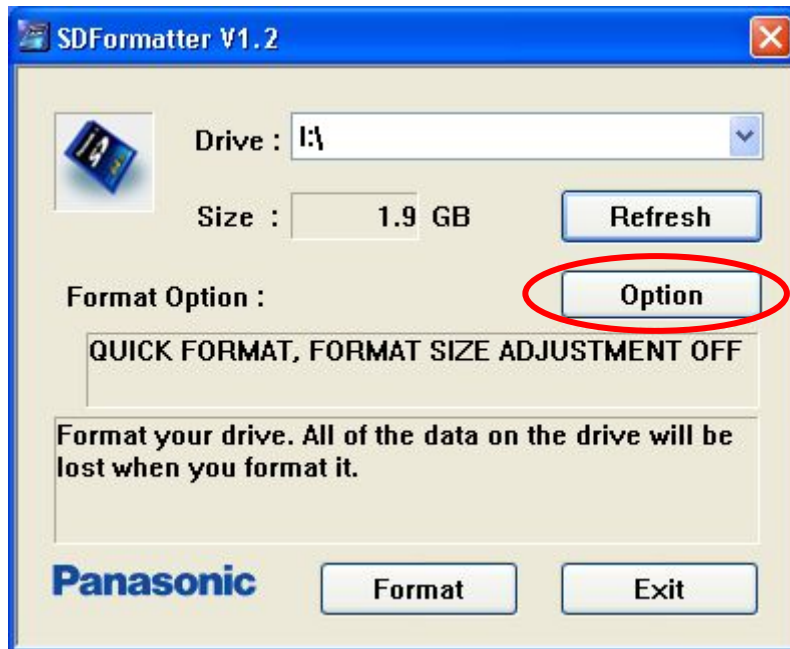 SDFormatter V1.2
Drive : I:\
Size : 1.9 GB Refresh
Format Option : Option
QUICK FORMAT, FORMAT SIZE ADJUSTMENT OFF
Format your drive. All of the data on the drive will be
lost when you format it.
Panasonic Format Exit